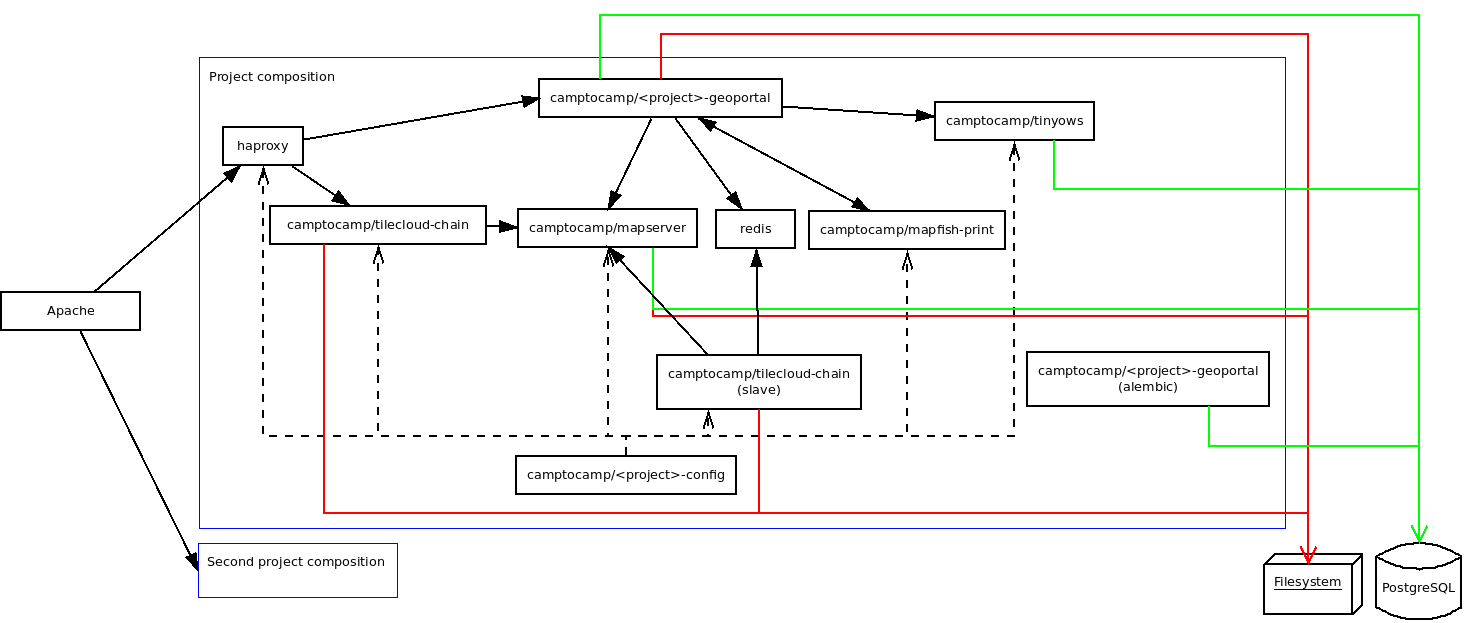 Project composition
camptocamp/<project>-geoportal
camptocamp/tinyows
haproxy
camptocamp/tilecloud-chain
camptocamp/mapserver
redis
camptocamp/mapfish-print
Apache
camptocamp/tilecloud-chain
(slave)
camptocamp/<project>-geoportal
(alembic)
camptocamp/<project>-config
Second project composition
Filesystem
PostgreSQL